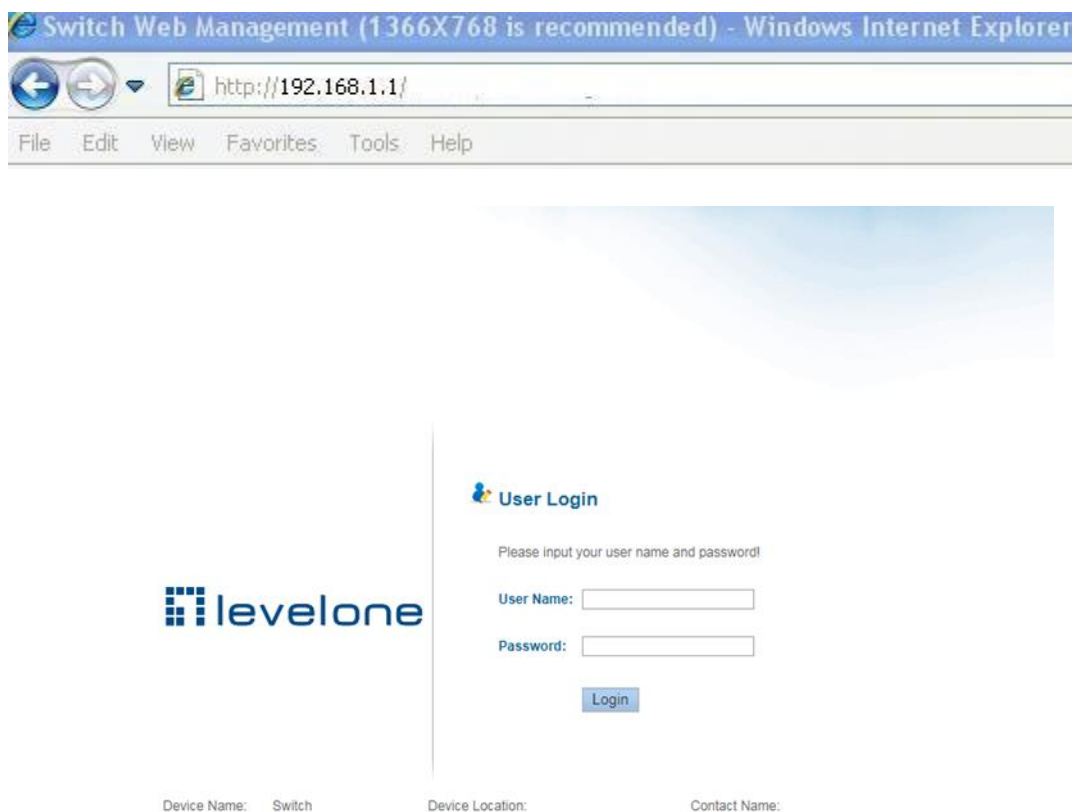 Switch Web Management (1366X768 is recommended) - Windows Internet Explorer
http://192.168.1.1/
File Edit View Favorites Tools Help
User Login
Please input your user name and password!
levelone
User Name:
Password:
Login
Device Name: Switch Device Location: Contact Name: